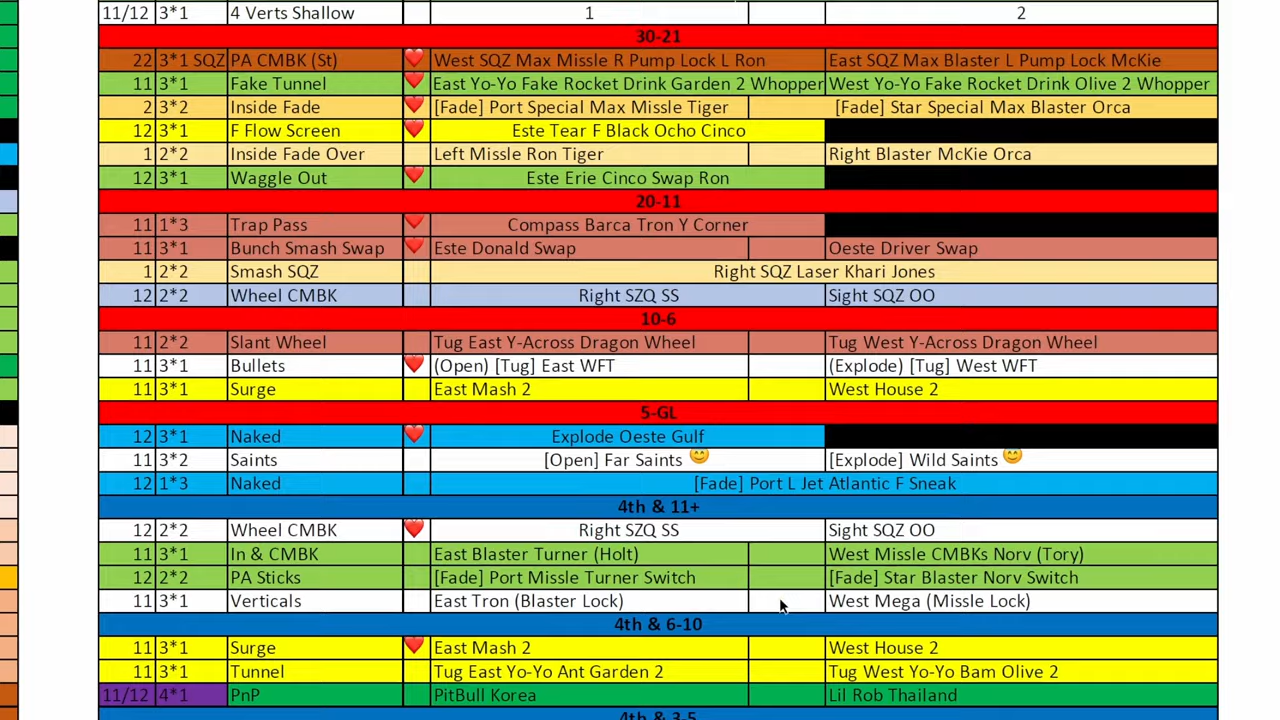 11/12 3*1 4 Verts Shallow 1 2
30-21
22 3*1 SQZ PA CMBK (St) West SQZ Max Missle R Pump Lock L Ron East SQZ Max Blaster L Pump Lock McKie
11 3*1 Fake Tunnel East Yo-Yo Fake Rocket Drink Garden 2 Whopper West Yo-Yo Fake Rocket Drink Olive 2 Whopper
2 3*2 Inside Fade [Fade] Port Special Max Missle Tiger [Fade] Star Special Max Blaster Orca
12 3*1 F Flow Screen Este Tear F Black Ocho Cinco
1 2*2 Inside Fade Over Left Missle Ron Tiger Right Blaster McKie Orca
12 3*1 Waggle Out Este Erie Cinco Swap Ron
20-11
11 1*3 Trap Pass Compass Barca Tron Y Corner
11 3*1 Bunch Smash Swap Este Donald Swap Oeste Driver Swap
1 2*2 Smash SQZ Right SQZ Laser Khari Jones
12 2*2 Wheel CMBK Right SZQ SS Sight SQZ OO
10-6
11 2*2 Slant Wheel Tug East Y-Across Dragon Wheel Tug West Y-Across Dragon Wheel
11 3*1 Bullets (Open) [Tug] East WFT (Explode) [Tug] West WFT
11 3*1 Surge East Mash 2 West House 2
5-GL
12 3*1 Naked Explode Oeste Gulf
11 3*2 Saints [Open] Far Saints 😊 [Explode] Wild Saints 😊
12 1*3 Naked [Fade] Port L Jet Atlantic F Sneak
4th & 11+
12 2*2 Wheel CMBK Right SZQ SS Sight SQZ OO
11 3*1 In & CMBK East Blaster Turner (Holt) West Missle CMBKs Norv (Tory)
12 2*2 PA Sticks [Fade] Port Missle Turner Switch [Fade] Star Blaster Norv Switch
11 3*1 Verticals East Tron (Blaster Lock) West Mega (Missle Lock)
4th & 6-10
11 3*1 Surge East Mash 2 West House 2
11 3*1 Tunnel Tug East Yo-Yo Ant Garden 2 Tug West Yo-Yo Bam Olive 2
11/12 4*1 PnP PitBull Korea Lil Rob Thailand
4th & 3-5